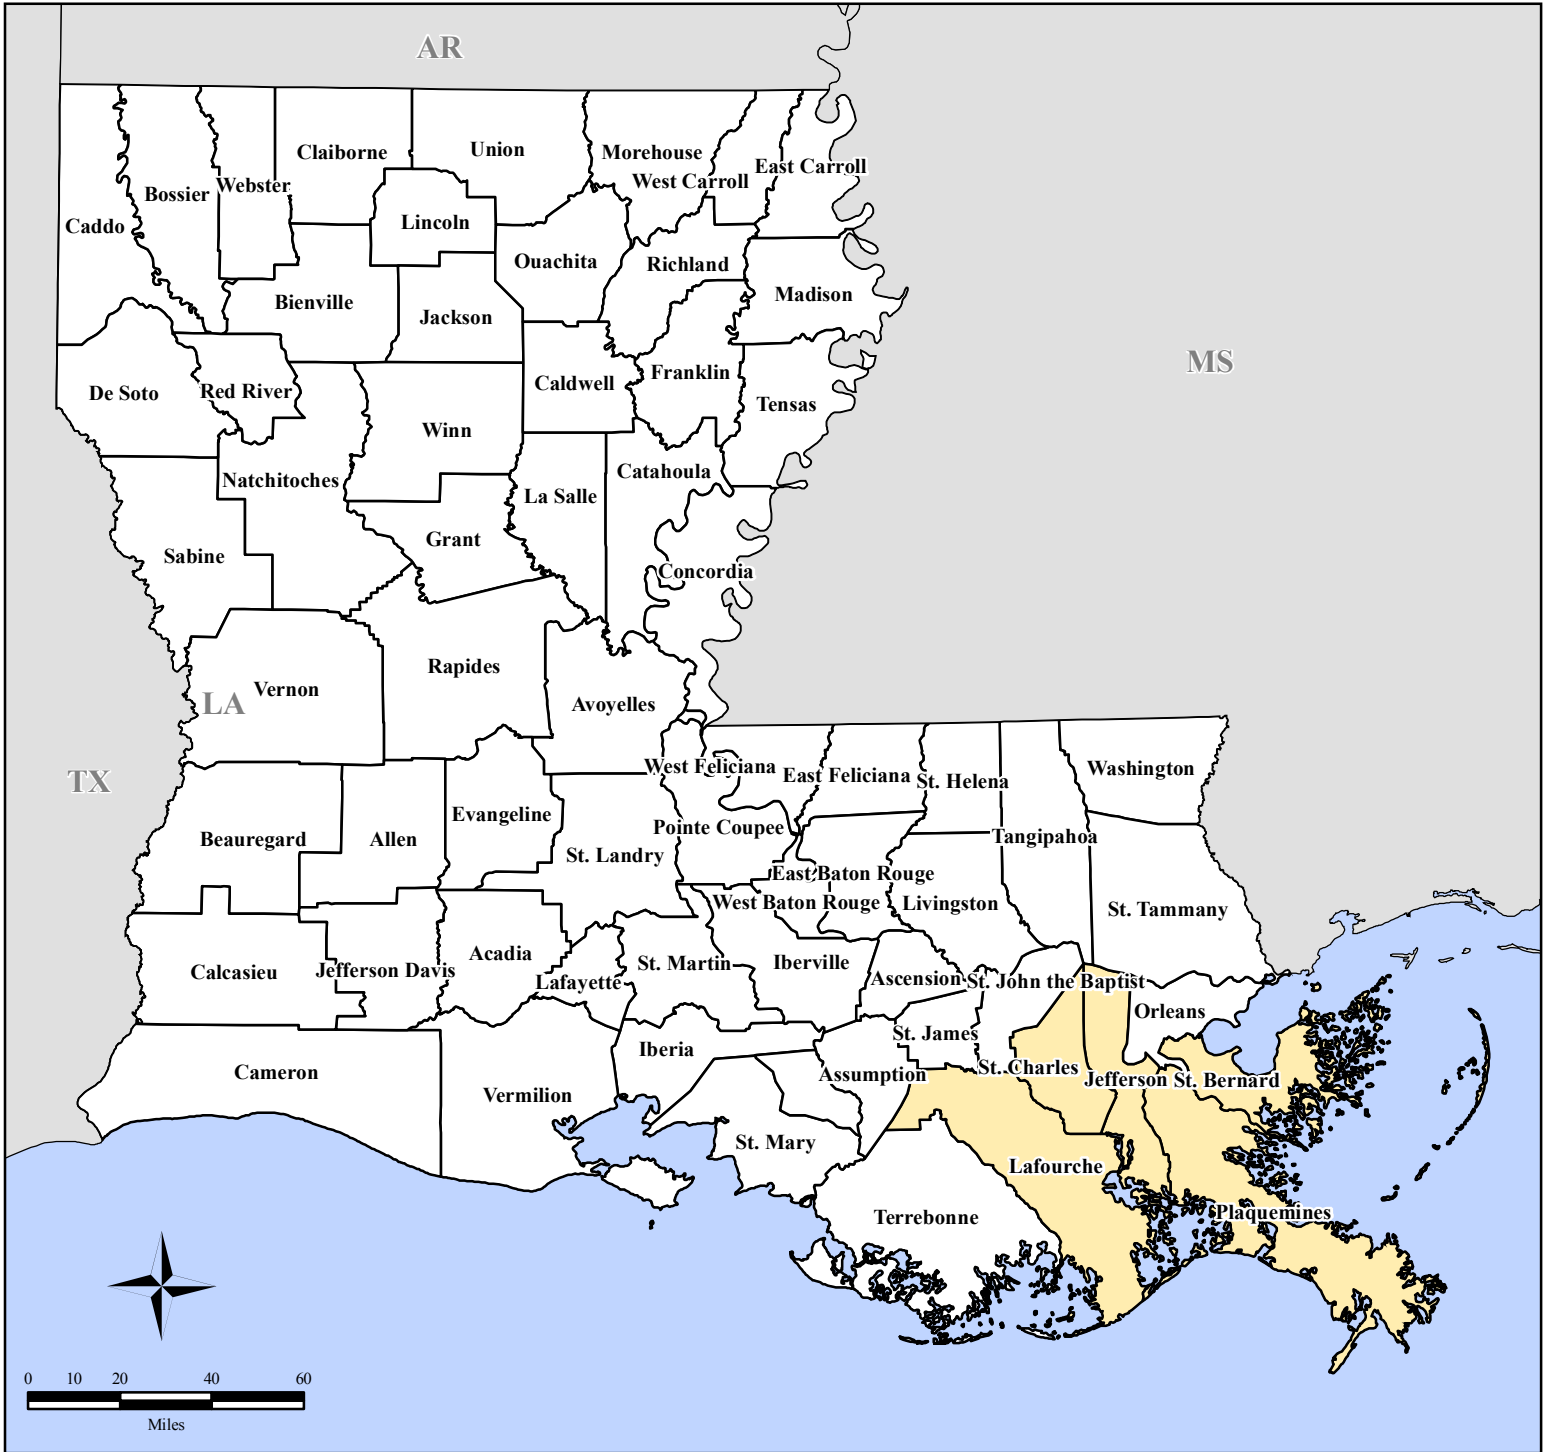 AR
Claiborne
Union
Morehouse
East Carroll
West Carroll
Webster
Bossier
Caddo
Lincoln
Ouachita
Richland
Madison
Bienville
Jackson
MS
Franklin
Caldwell
De Soto
Red River
Tensas
Winn
Catahoula
Natchitoches
La Salle
Grant
Sabine
Concordia
Rapides
Vernon
LA
Avoyelles
West Feliciana
East Feliciana
St. Helena
Washington
TX
Evangeline
Pointe Coupee
Tangipahoa
Beauregard
Allen
St. Landry
East Baton Rouge
West Baton Rouge
Livingston
St. Tammany
Acadia
Calcasieu
Jefferson Davis
St. Martin
Iberville
Lafayette
Ascension
St. John the Baptist
Orleans
St. James
Iberia
Cameron
Assumption
St. Charles
Jefferson
St. Bernard
Vermilion
St. Mary
Lafourche
Terrebonne
Plaquemines
0 10 20 40 60
Miles